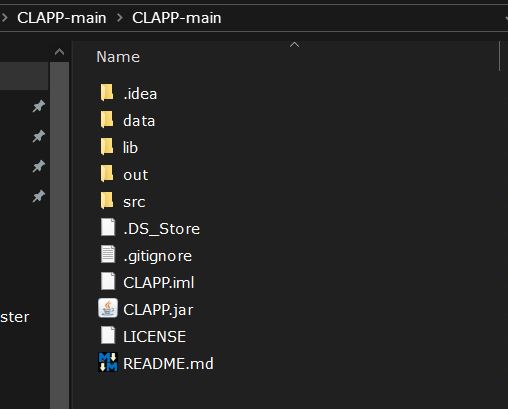 CLAPP-main > CLAPP-main
Name
.idea
data
lib
out
src
.DS_Store
.gitignore
CLAPP.iml
CLAPP.jar
ster
LICENSE
README.md